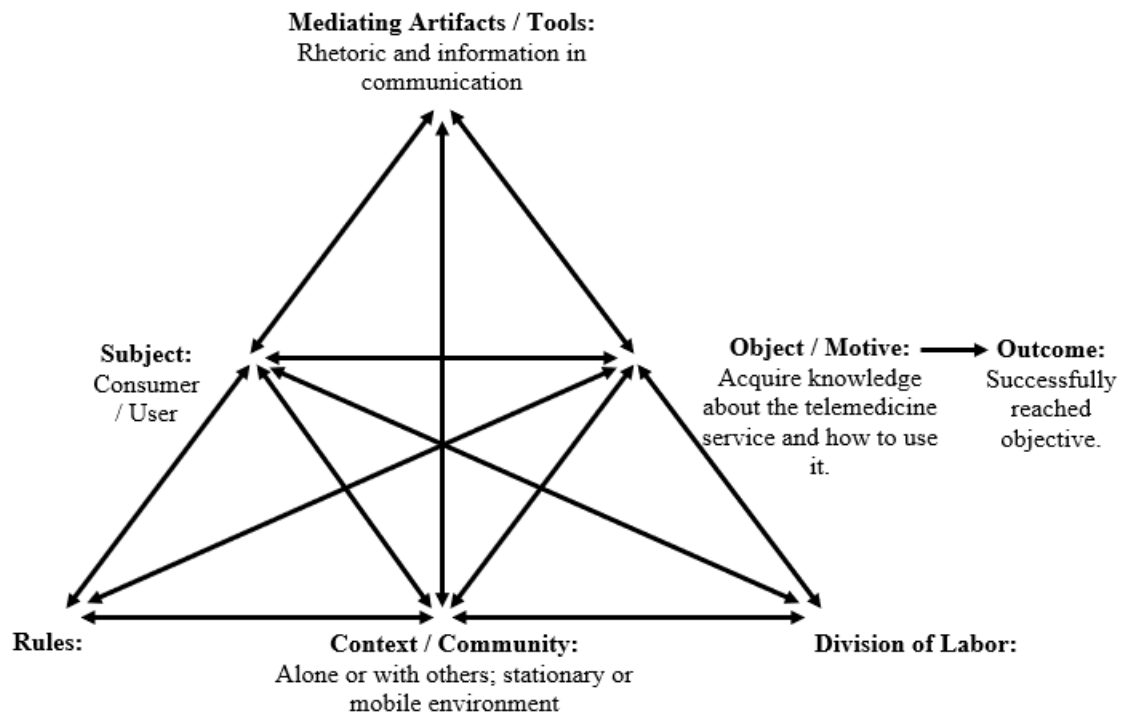 Mediating Artifacts / Tools:
Rhetoric and information in
communication
Subject:
Consumer
/ User
Object / Motive:
Acquire knowledge
about the telemedicine
service and how to use
it.
Outcome:
Successfully
reached
objective.
Rules:
Context / Community:
Alone or with others; stationary or
mobile environment
Division of Labor: